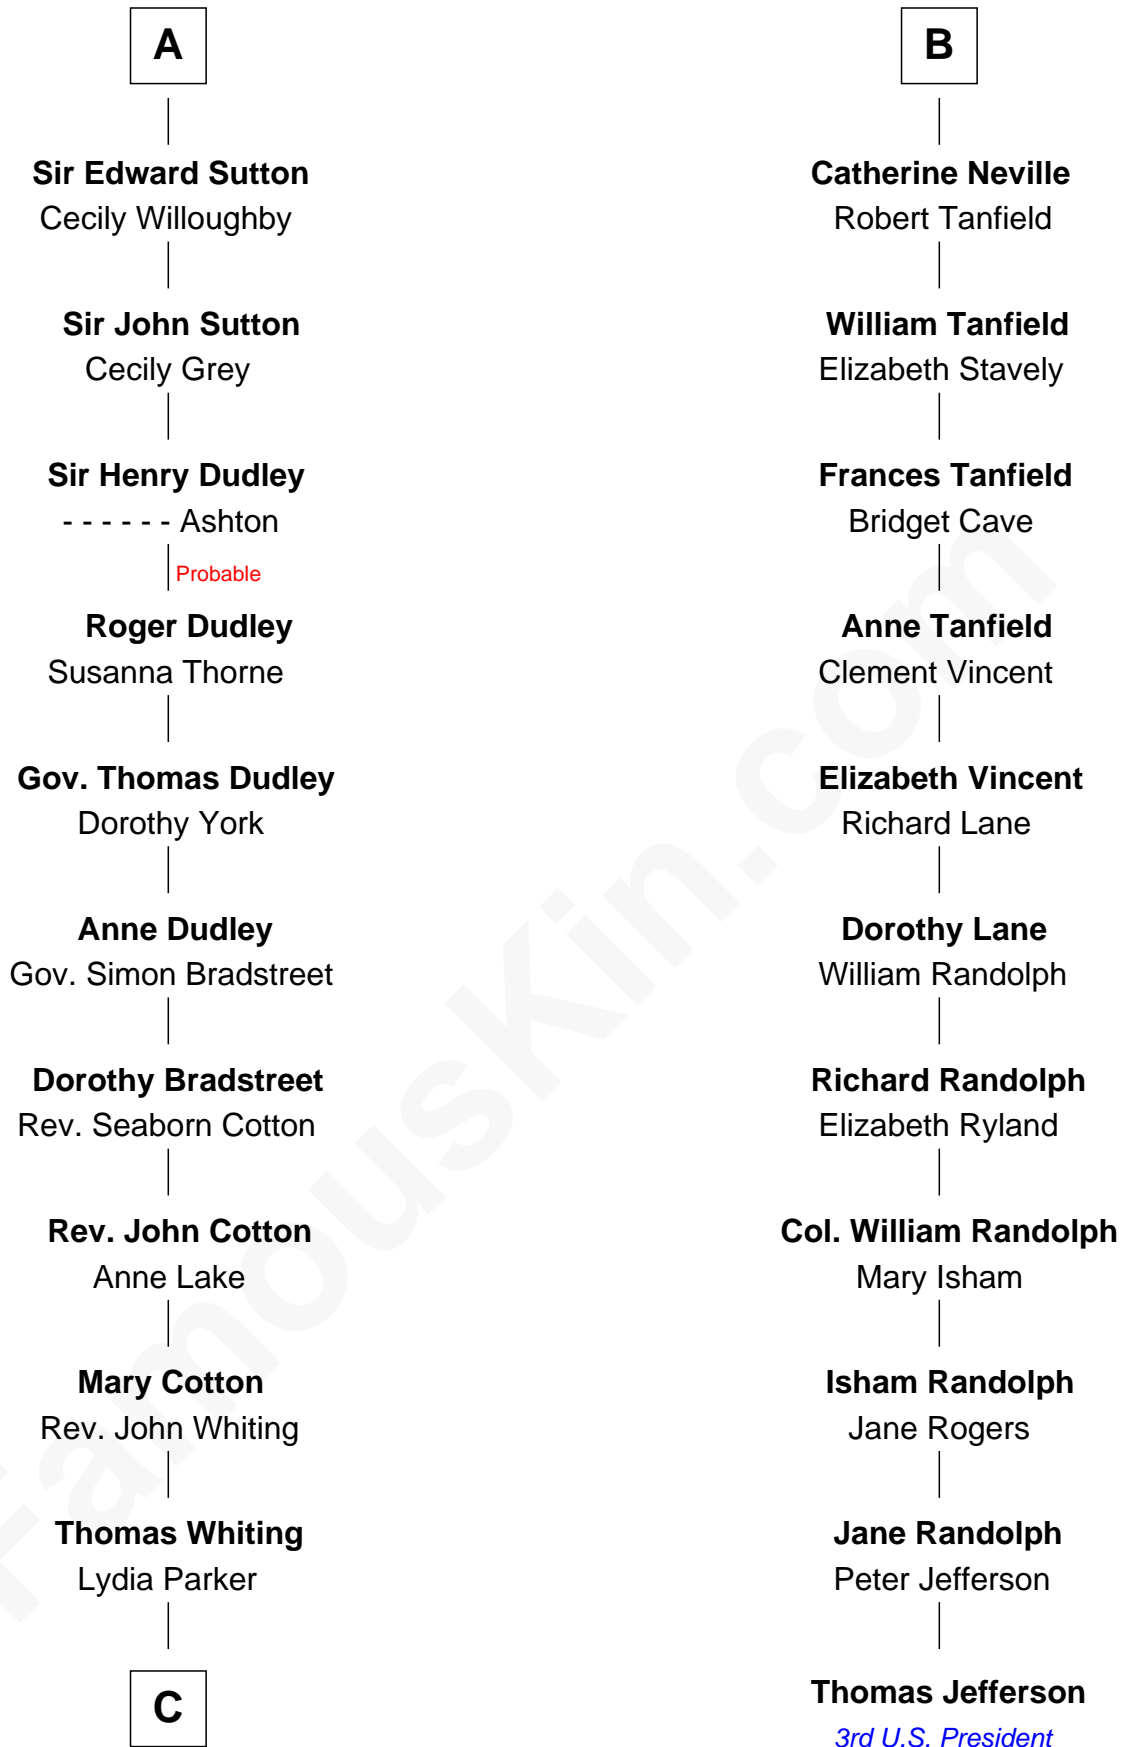 A
Sir Edward Sutton
Cecily Willoughby
Sir John Sutton
Cecily Grey
Sir Henry Dudley
- - - - - - Ashton
Probable
Roger Dudley
Susanna Thorne
Gov. Thomas Dudley
Dorothy York
Anne Dudley
Gov. Simon Bradstreet
Dorothy Bradstreet
Rev. Seaborn Cotton
Rev. John Cotton
Anne Lake
Mary Cotton
Rev. John Whiting
Thomas Whiting
Lydia Parker
C
B
Catherine Neville
Robert Tanfield
William Tanfield
Elizabeth Stavely
Frances Tanfield
Bridget Cave
Anne Tanfield
Clement Vincent
Elizabeth Vincent
Richard Lane
Dorothy Lane
William Randolph
Richard Randolph
Elizabeth Ryland
Col. William Randolph
Mary Isham
Isham Randolph
Jane Rogers
Jane Randolph
Peter Jefferson
Thomas Jefferson
3rd U.S. President
FamousKin.com